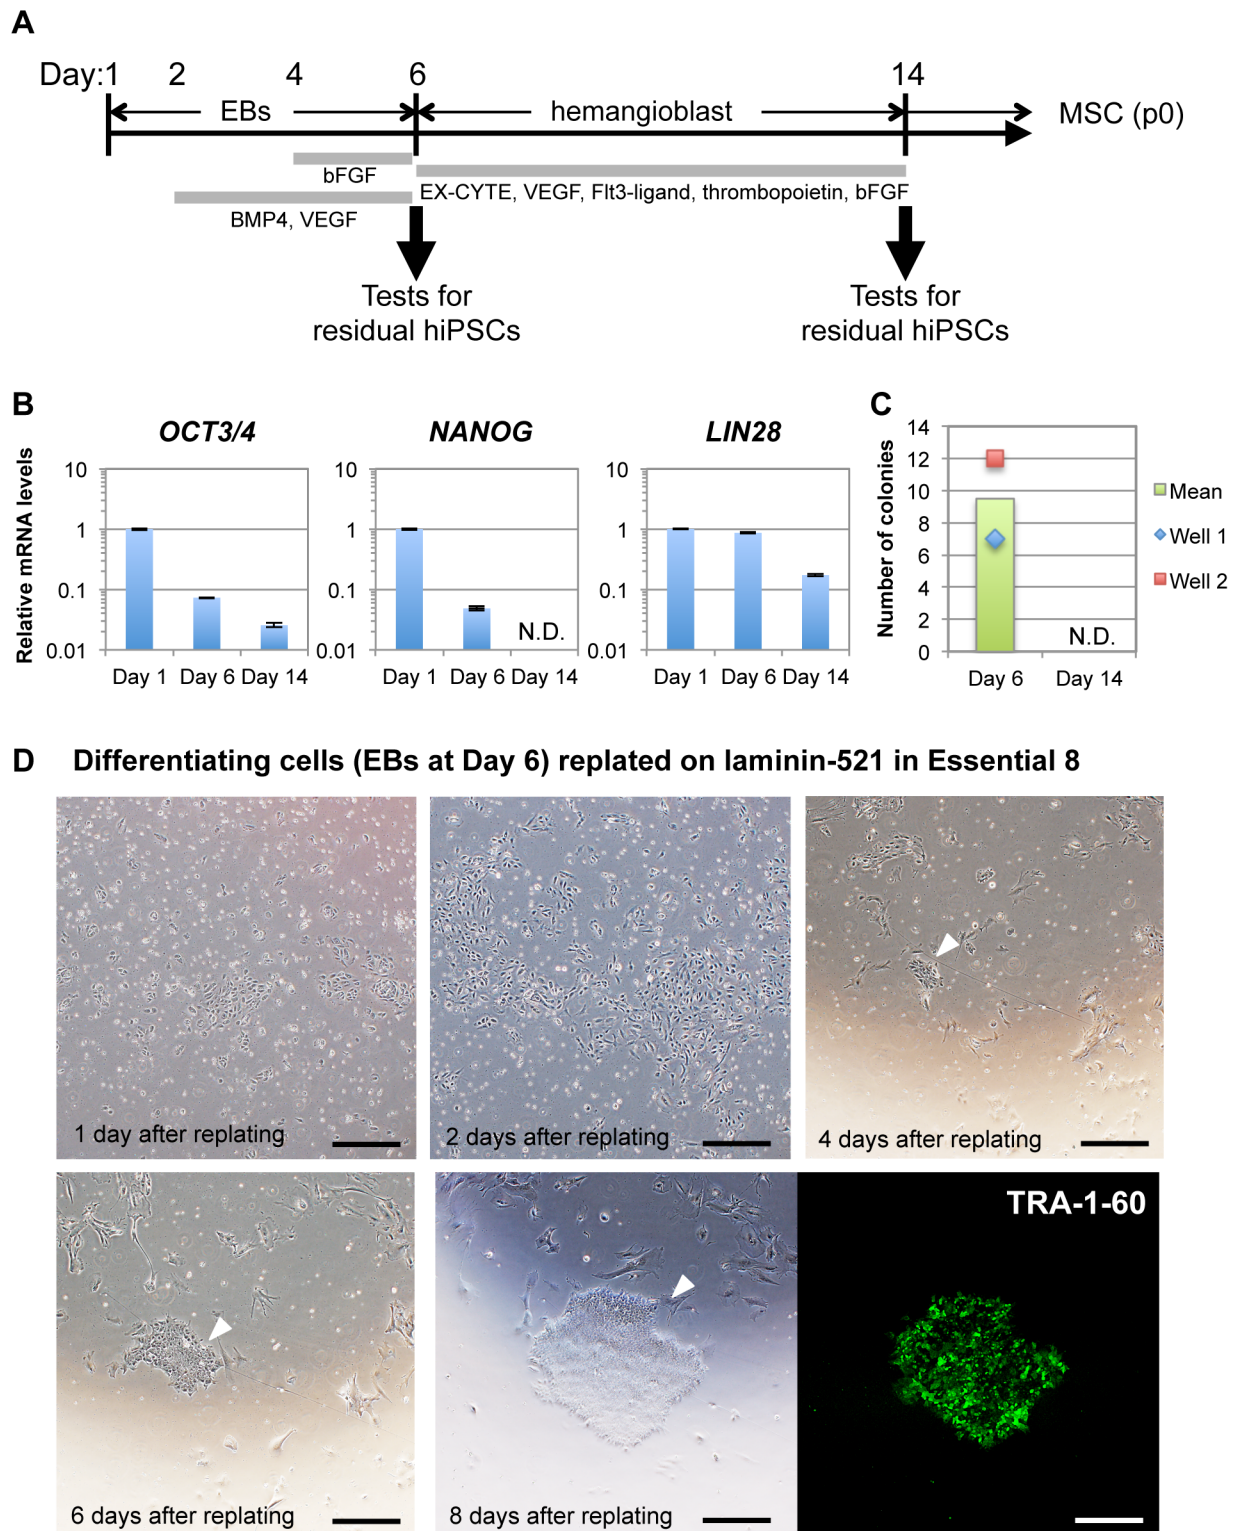 A
Day:1 2 4 6 14
EBs hemangioblast MSC (p0)
bFGF
EX-CYTE, VEGF, Flt3-ligand, thrombopoietin, bFGF
BMP4, VEGF
Tests for
residual hiPSCs
Tests for
residual hiPSCs
B
OCT3/4 NANOG LIN28
Relative mRNA levels
10
1
0.1
0.01
Day 1 Day 6 Day 14
10
1
0.1
0.01
N.D.
Day 1 Day 6 Day 14
10
1
0.1
0.01
Day 1 Day 6 Day 14
C
Number of colonies
14
12
10
8
6
4
2
0
N.D.
Day 6 Day 14
Mean
Well 1
Well 2
D Differentiating cells (EBs at Day 6) replated on laminin-521 in Essential 8
1 day after replating
2 days after replating
4 days after replating
6 days after replating
8 days after replating
TRA-1-60